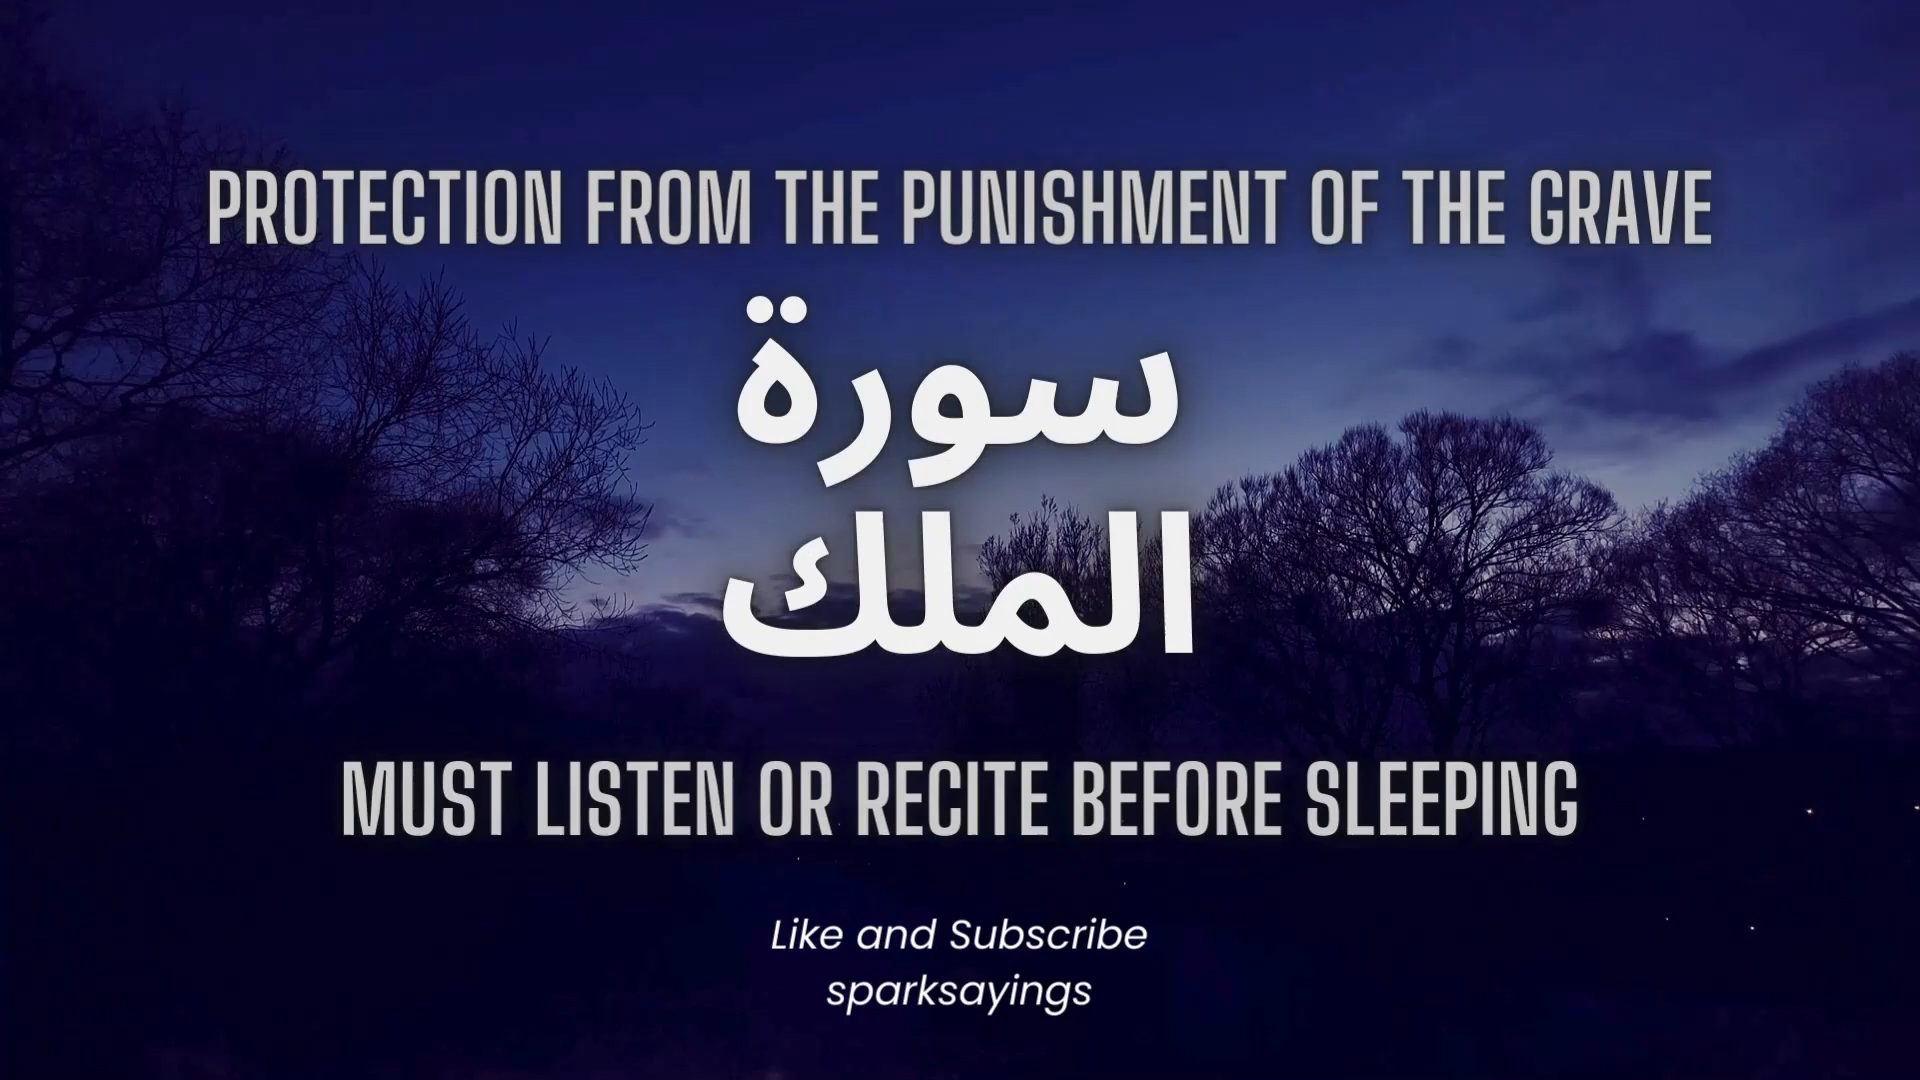 PROTECTION FROM THE PUNISHMENT OF THE GRAVE
سورة
الملك
MUST LISTEN OR RECITE BEFORE SLEEPING
Like and Subscribe
sparksayings